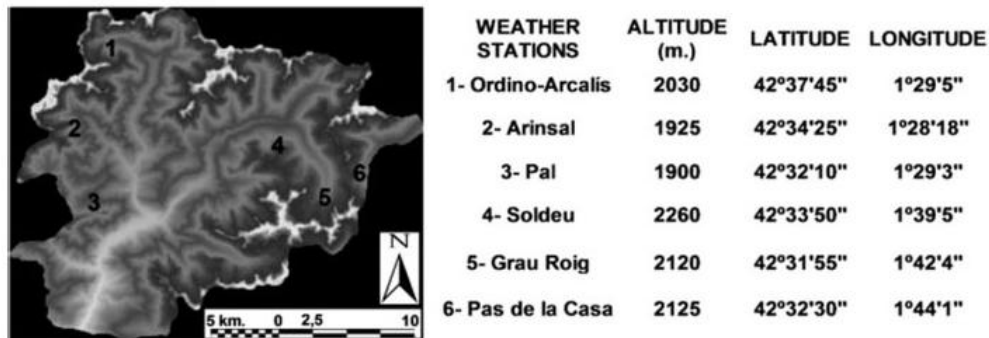 1
2
3
4
5
6
N
5 km. 0 2,5 10
WEATHER STATIONS ALTITUDE (m.) LATITUDE LONGITUDE
1- Ordino-Arcalis 2030 42º37'45" 1º29'5"
2- Arinsal 1925 42º34'25" 1º28'18"
3- Pal 1900 42º32'10" 1º29'3"
4- Soldeu 2260 42º33'50" 1º39'5"
5- Grau Roig 2120 42º31'55" 1º42'4"
6- Pas de la Casa 2125 42º32'30" 1º44'1"